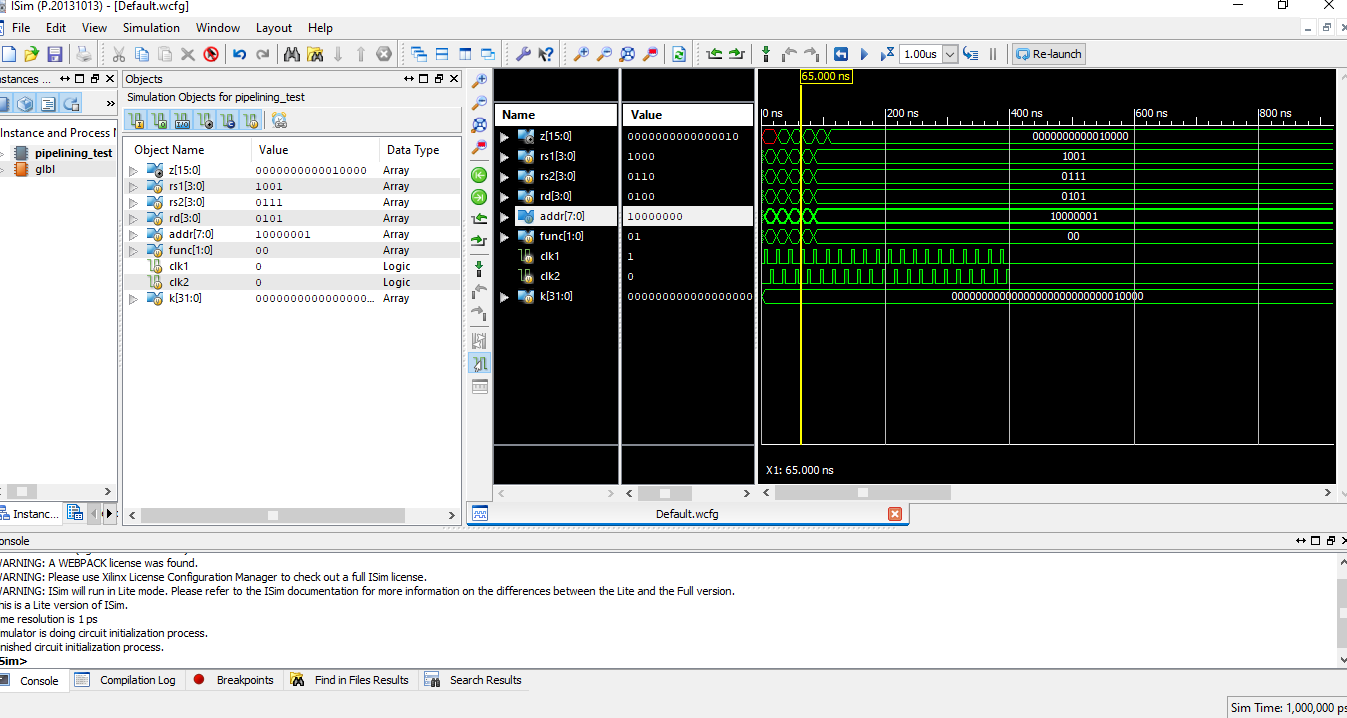 ISim (P.20131013) - [Default.wcfg]
File Edit View Simulation Window Layout Help
1.00us Re-launch
nstances ...
Objects
Simulation Objects for pipelining_test
Instance and Process N
pipelining_test
glbl
Object Name Value Data Type
z[15:0] 0000000000010000 Array
rs1[3:0] 1001 Array
rs2[3:0] 0111 Array
rd[3:0] 0101 Array
addr[7:0] 10000001 Array
func[1:0] 00 Array
clk1 0 Logic
clk2 0 Logic
k[31:0] 0000000000000000... Array
Instanc...
Name Value
z[15:0] 0000000000000010
rs1[3:0] 1000
rs2[3:0] 0110
rd[3:0] 0100
addr[7:0] 10000000
func[1:0] 01
clk1 1
clk2 0
k[31:0] 000000000000000000
65.000 ns
0 ns 200 ns 400 ns 600 ns 800 ns
0000000000010000
1001
0111
0101
10000001
00
00000000000000000000000000010000
X1: 65.000 ns
Default.wcfg
onsole
WARNING: A WEBPACK license was found.
WARNING: Please use Xilinx License Configuration Manager to check out a full ISim license.
WARNING: ISim will run in Lite mode. Please refer to the ISim documentation for more information on the differences between the Lite and the Full version.
his is a Lite version of ISim.
me resolution is 1 ps
mulator is doing circuit initialization process.
nished circuit initialization process.
Sim>
Console Compilation Log Breakpoints Find in Files Results Search Results
Sim Time: 1,000,000 ps